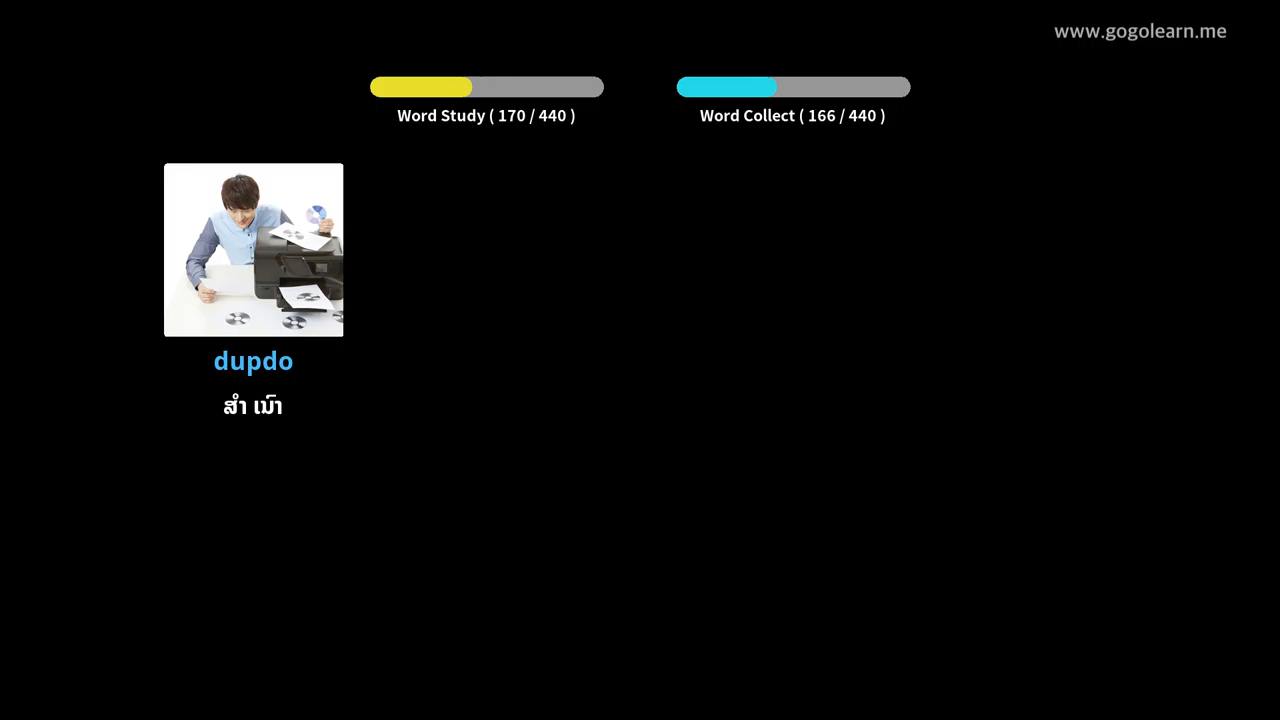 www.gogolearn.me
Word Study ( 170 / 440 )
Word Collect ( 166 / 440 )
dupdo
ສຳ ເນົາ